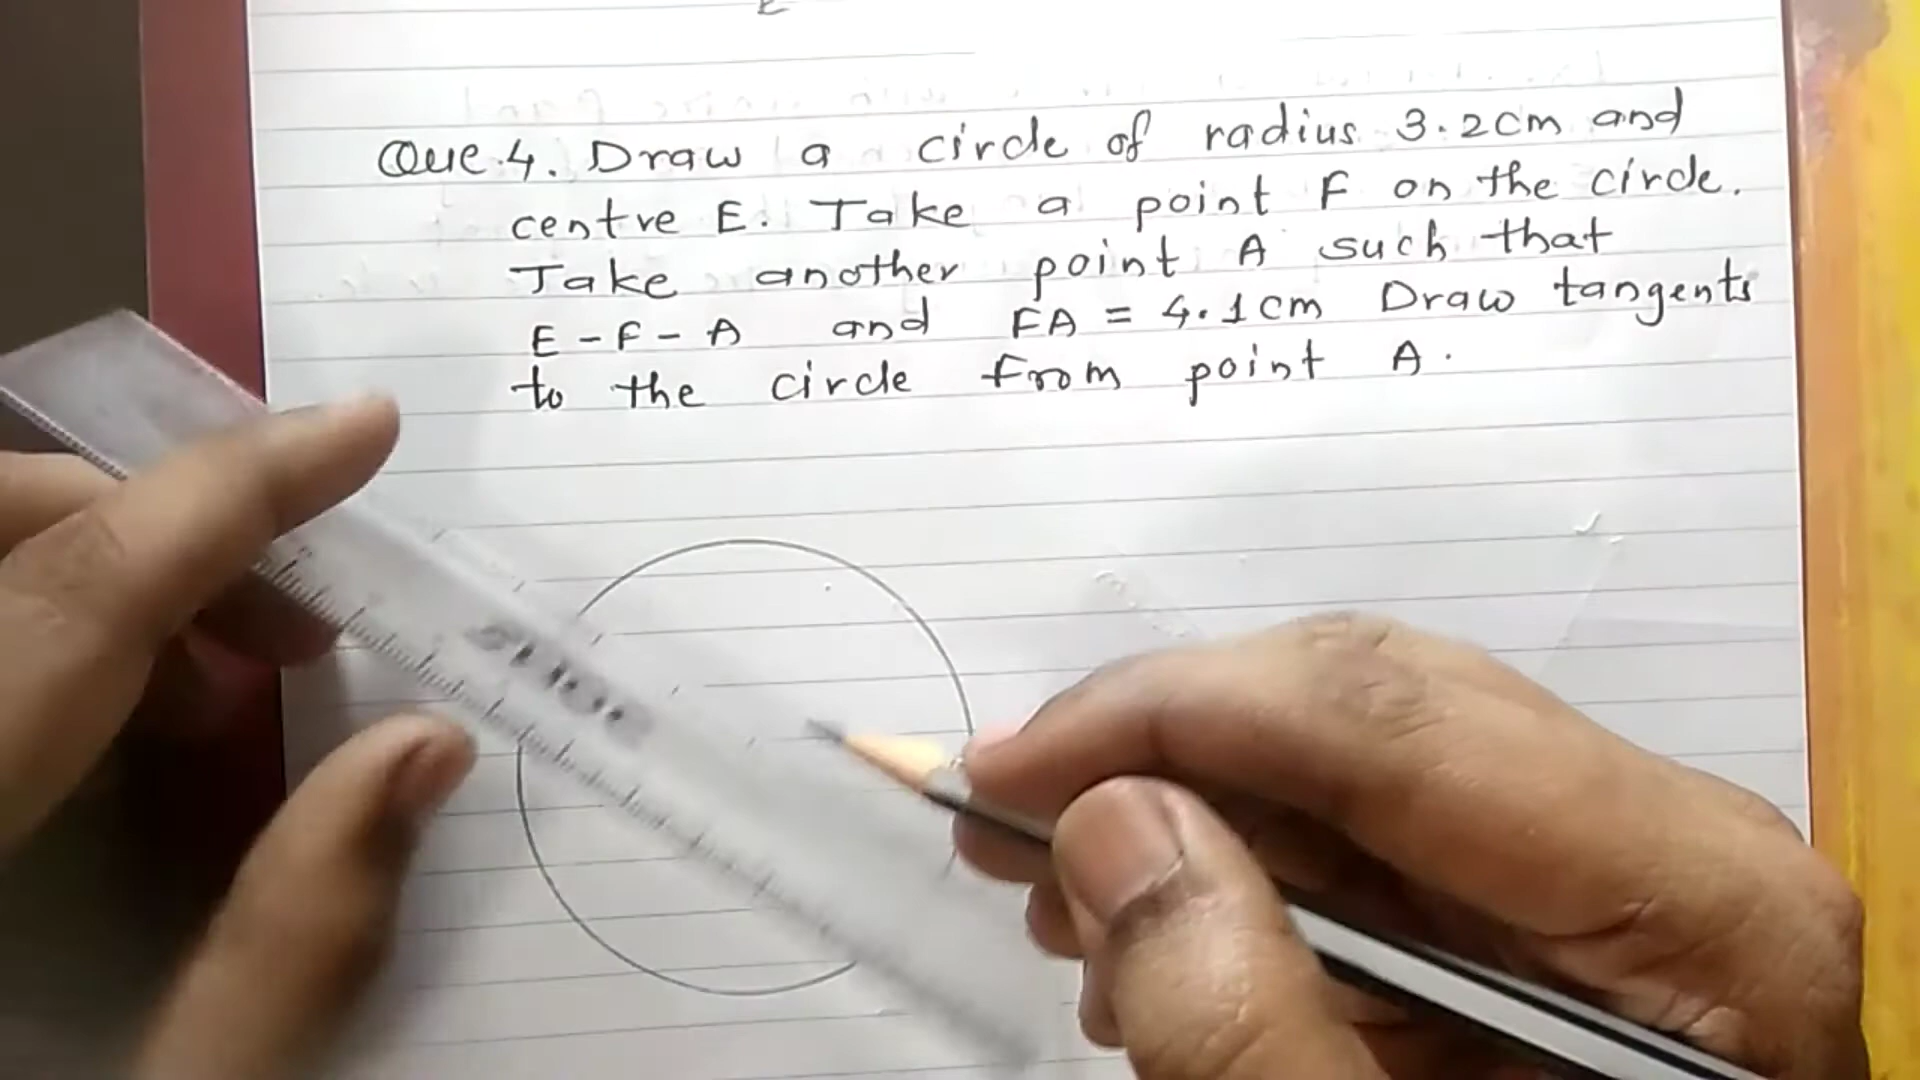 Que.4. Draw a circle of radius 3.2cm and
centre E. Take a point F on the circle.
Take another point A such that
E-F-A and FA = 4.1cm Draw tangents
to the circle from point A.